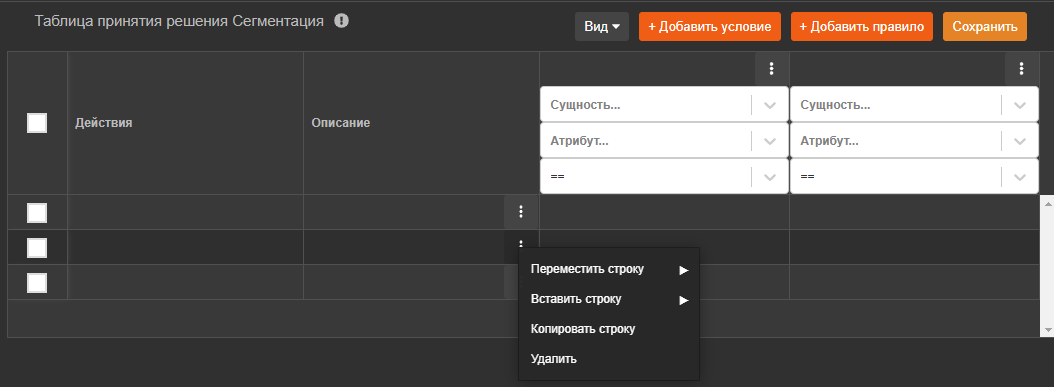 Таблица принятия решения Сегментация
Вид
+ Добавить условие
+ Добавить правило
Сохранить
Действия
Описание
Сущность...
Атрибут...
==
Сущность...
Атрибут...
==
Переместить строку
Вставить строку
Копировать строку
Удалить